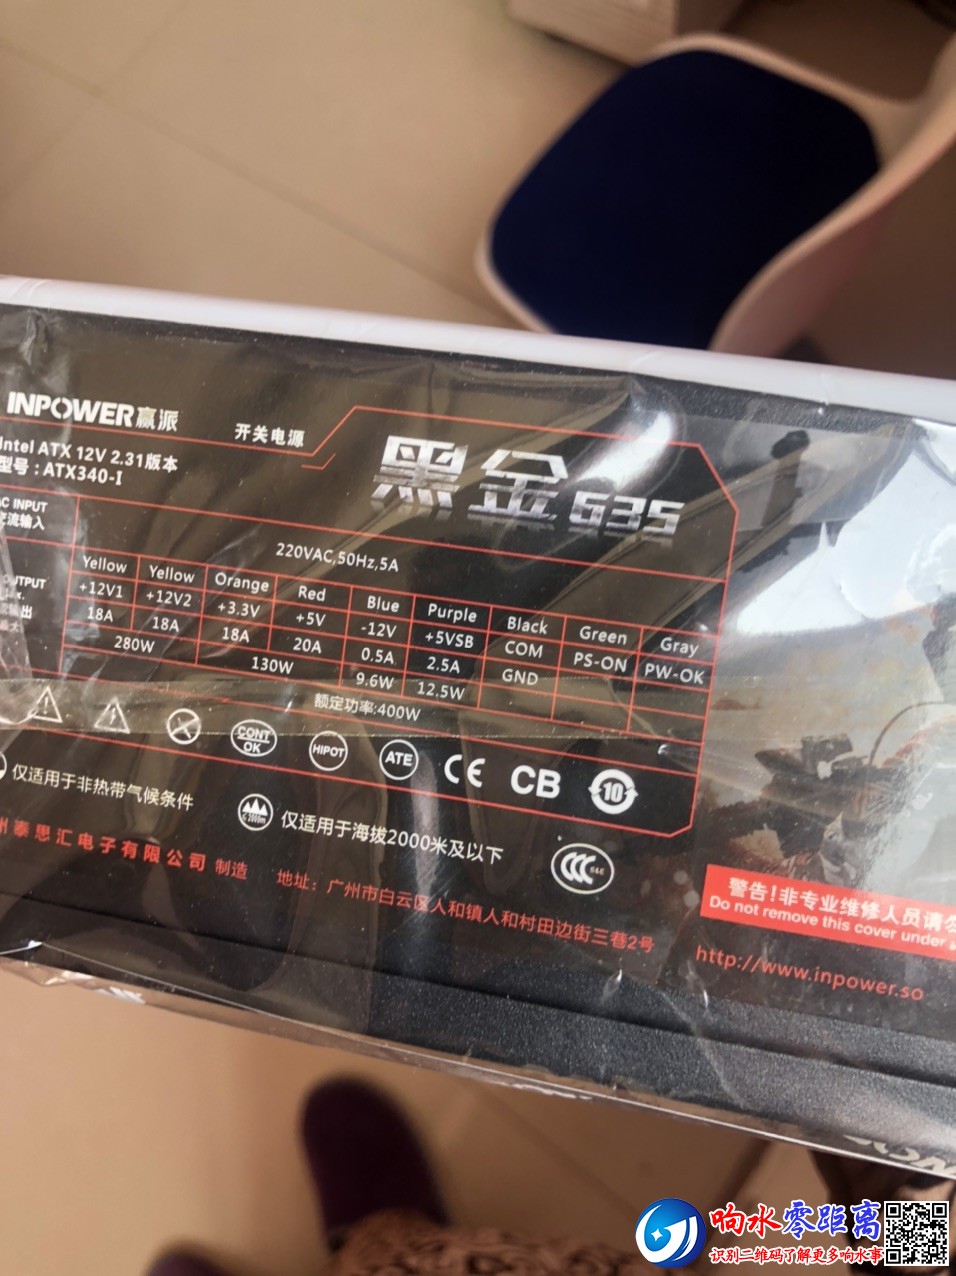 INPOWER赢派
开关电源
Intel ATX 12V 2.31版本
型号：ATX340-I
黑金 G35
AC INPUT
交流输入
220VAC,50Hz,5A
Yellow Yellow Orange Red Blue Purple Black Green Gray
+12V1 +12V2 +3.3V +5V -12V +5VSB COM PS-ON PW-OK
18A 18A 18A 20A 0.5A 2.5A GND
280W 130W 9.6W 12.5W
额定功率:400W
CONT OK
HIPOT
ATE
CE
CB
10
仅适用于非热带气候条件
≤2000m
仅适用于海拔2000米及以下
CCC S&E
州泰思汇电子有限公司 制造
地址：广州市白云区人和镇人和村田边街三巷2号
警告！非专业维修人员请勿
Do not remove this cover under
http://www.inpower.so
响水零距离
识别二维码了解更多响水事